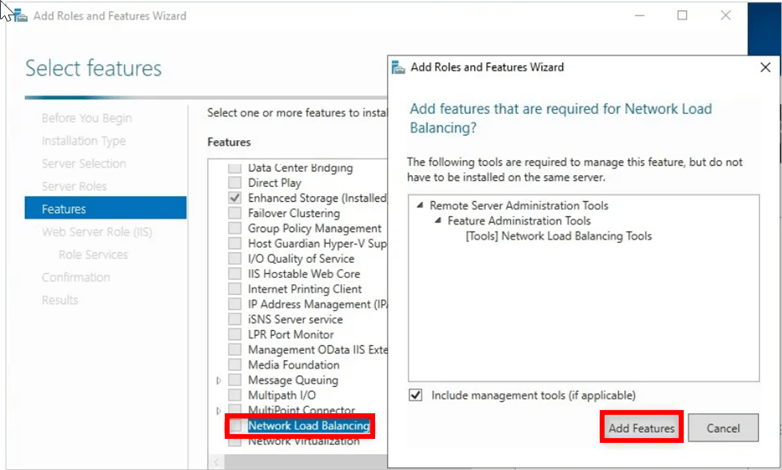 Add Roles and Features Wizard
Select features
Before You Begin
Installation Type
Server Selection
Server Roles
Features
Web Server Role (IIS)
Role Services
Confirmation
Results
Select one or more features to instal
Features
Data Center Bridging
Direct Play
Enhanced Storage (Installed
Failover Clustering
Group Policy Management
Host Guardian Hyper-V Sup
I/O Quality of Service
IIS Hostable Web Core
Internet Printing Client
IP Address Management (IPA
iSNS Server service
LPR Port Monitor
Management OData IIS Exte
Media Foundation
Message Queuing
Multipath I/O
MultiPoint Connector
Network Load Balancing
Network Virtualization
Add Roles and Features Wizard
Add features that are required for Network Load
Balancing?
The following tools are required to manage this feature, but do not
have to be installed on the same server.
Remote Server Administration Tools
Feature Administration Tools
[Tools] Network Load Balancing Tools
Include management tools (if applicable)
Add Features
Cancel